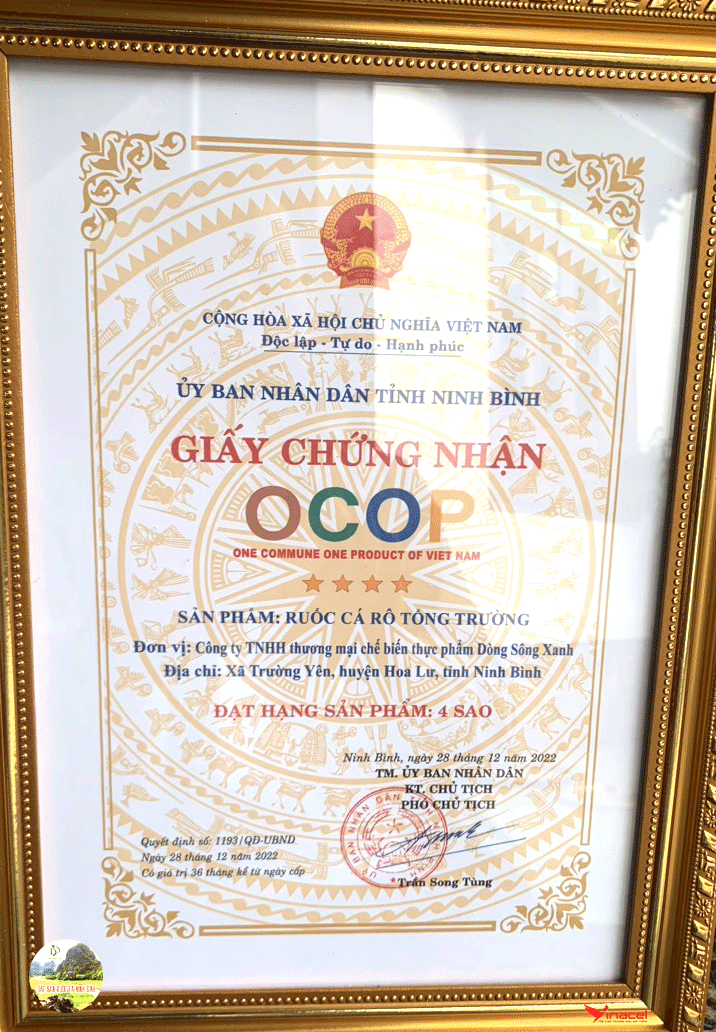 CỘNG HÒA XÃ HỘI CHỦ NGHĨA VIỆT NAM
Độc lập - Tự do - Hạnh phúc
ỦY BAN NHÂN DÂN TỈNH NINH BÌNH
GIẤY CHỨNG NHẬN
OCOP
ONE COMMUNE ONE PRODUCT OF VIET NAM
SẢN PHẨM: RUỐC CÁ RÔ TỔNG TRƯỜNG
Đơn vị: Công ty TNHH thương mại chế biến thực phẩm Dòng Sông Xanh
Địa chỉ: Xã Trường Yên, huyện Hoa Lư, tỉnh Ninh Bình
ĐẠT HẠNG SẢN PHẨM: 4 SAO
Ninh Bình, ngày 28 tháng 12 năm 2022
TM. ỦY BAN NHÂN DÂN
KT. CHỦ TỊCH
PHÓ CHỦ TỊCH
Quyết định số: 1193/QĐ-UBND
Ngày 28 tháng 12 năm 2022
Có giá trị 36 tháng kể từ ngày cấp
Trần Song Tùng
Vinacel